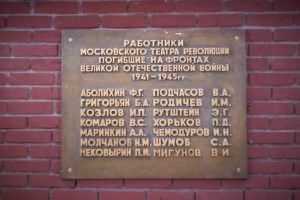 РАБОТНИКИ
МОСКОВСКОГО ТЕАТРА РЕВОЛЮЦИИ
ПОГИБШИЕ НА ФРОНТАХ
ВЕЛИКОЙ ОТЕЧЕСТВЕННОЙ ВОЙНЫ
1941–1945гг
АБОЛИХИН Ф.Г. ПОДЧАСОВ В.А.
ГРИГОРЬЯН Б.А. РОДИЧЕВ И.М.
КОЗЛОВ И.П. РУТШТЕЙН Э.Г.
КОМАРОВ В.С. ХОРЬКОВ П.Д.
МАРИНКИН А.А. ЧЕМОДУРОВ И.Н.
МОЛЧАНОВ Н.М. ШУМОВ С.А.
НЕКОВЫРИН П.И. МИГУНОВ В.И.